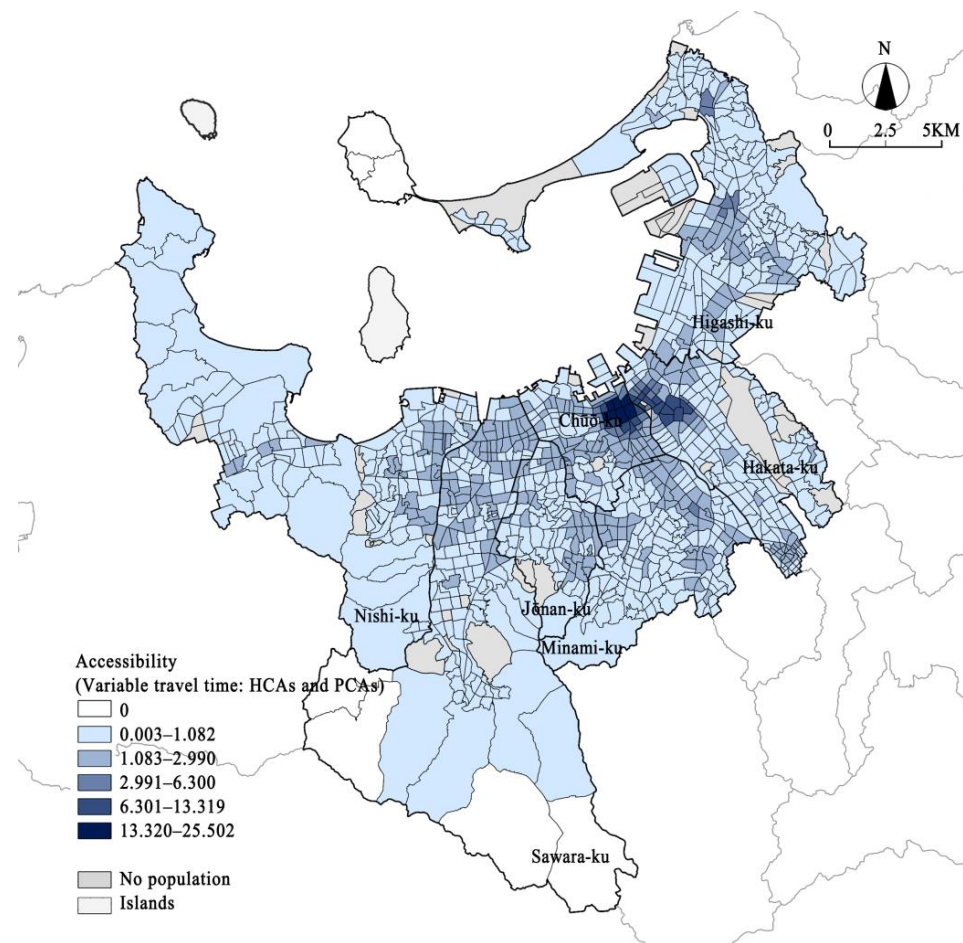 N
0 2.5 5KM
Higashi-ku
Chūō-ku
Hakata-ku
Nishi-ku
Jōnan-ku
Minami-ku
Sawara-ku
Accessibility
(Variable travel time: HCAs and PCAs)
0
0.003–1.082
1.083–2.990
2.991–6.300
6.301–13.319
13.320–25.502
No population
Islands